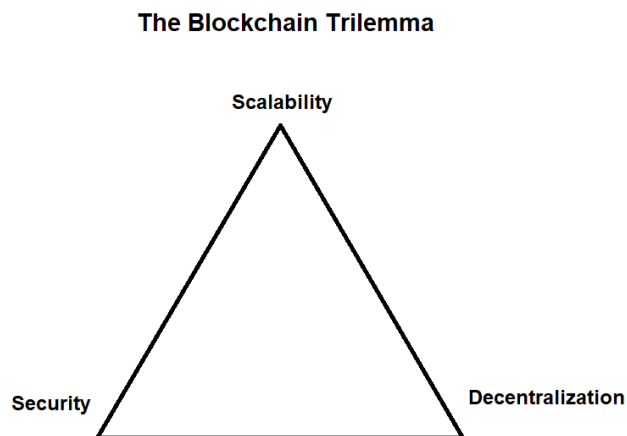 The Blockchain Trilemma
Scalability
Security
Decentralization